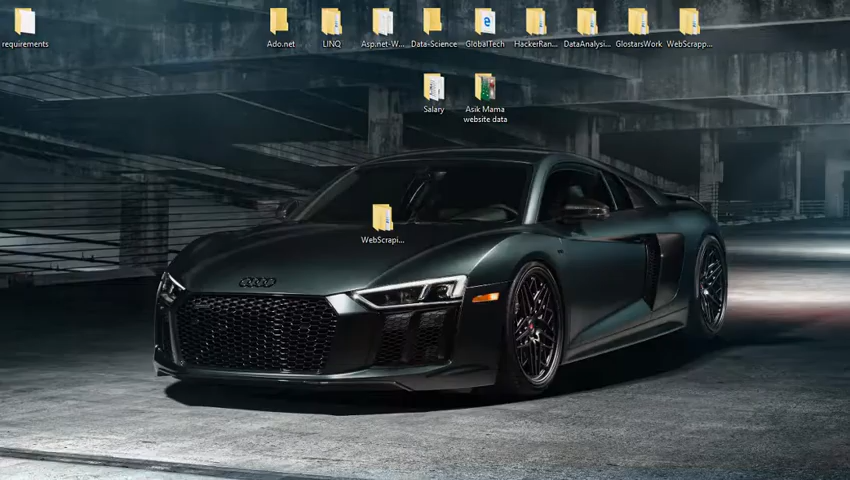 requirements
Ado.net
LINQ
Asp.net-W...
Data-Science
GlobalTech
HackerRan...
DataAnalysi...
GlostarsWork
WebScrapp...
Salary
Asik Mama
website data
WebScrapi...